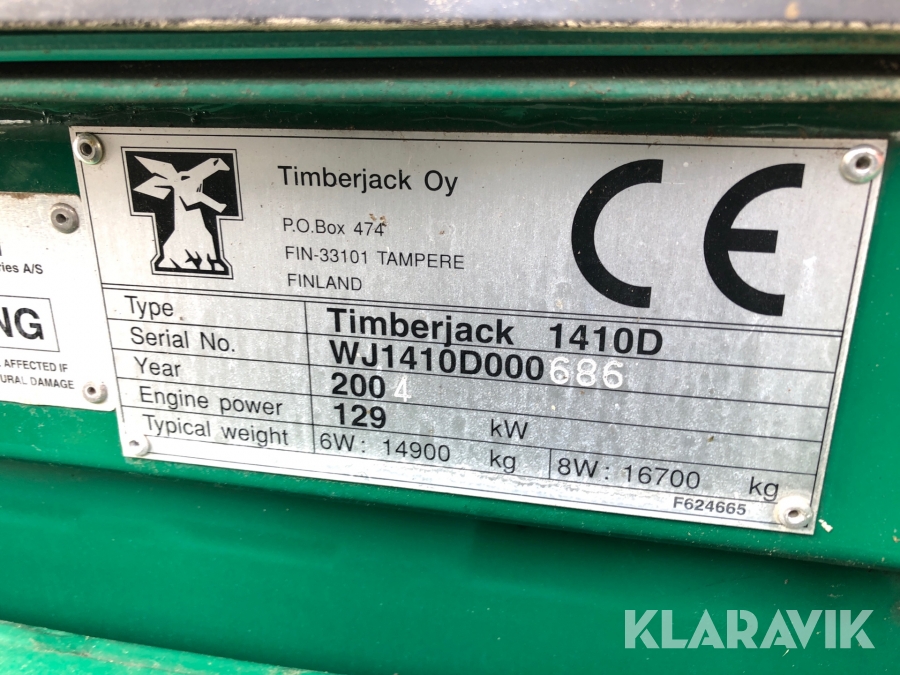 Timberjack Oy
P.O.Box 474
FIN-33101 TAMPERE
FINLAND
CE
Type Timberjack 1410D
Serial No. WJ1410D000686
Year 2004
Engine power 129 kW
Typical weight 6W: 14900 kg 8W: 16700 kg
F624665
ries A/S
NG
AFFECTED IF
URAL DAMAGE
KLARAVIK